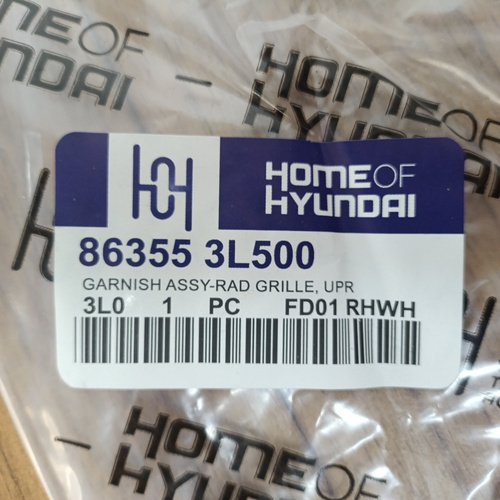 HOME OF
HYUNDAI
HOME OF
HYUNDAI
HOME OF
HYUNDAI
86355 3L500
GARNISH ASSY-RAD GRILLE, UPR
3L0 1 PC FD01 RHWH
HOME OF
HYUNDAI